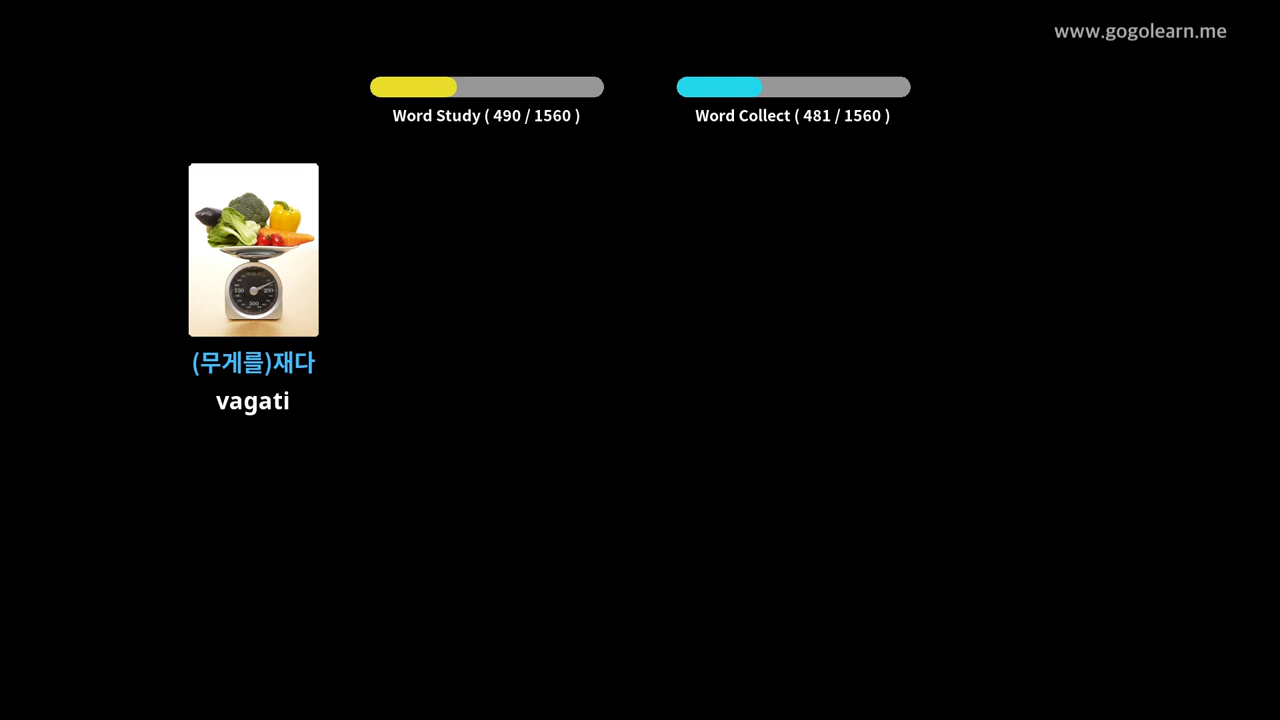 www.gogolearn.me
Word Study ( 490 / 1560 )
Word Collect ( 481 / 1560 )
(무게를)재다
vagati